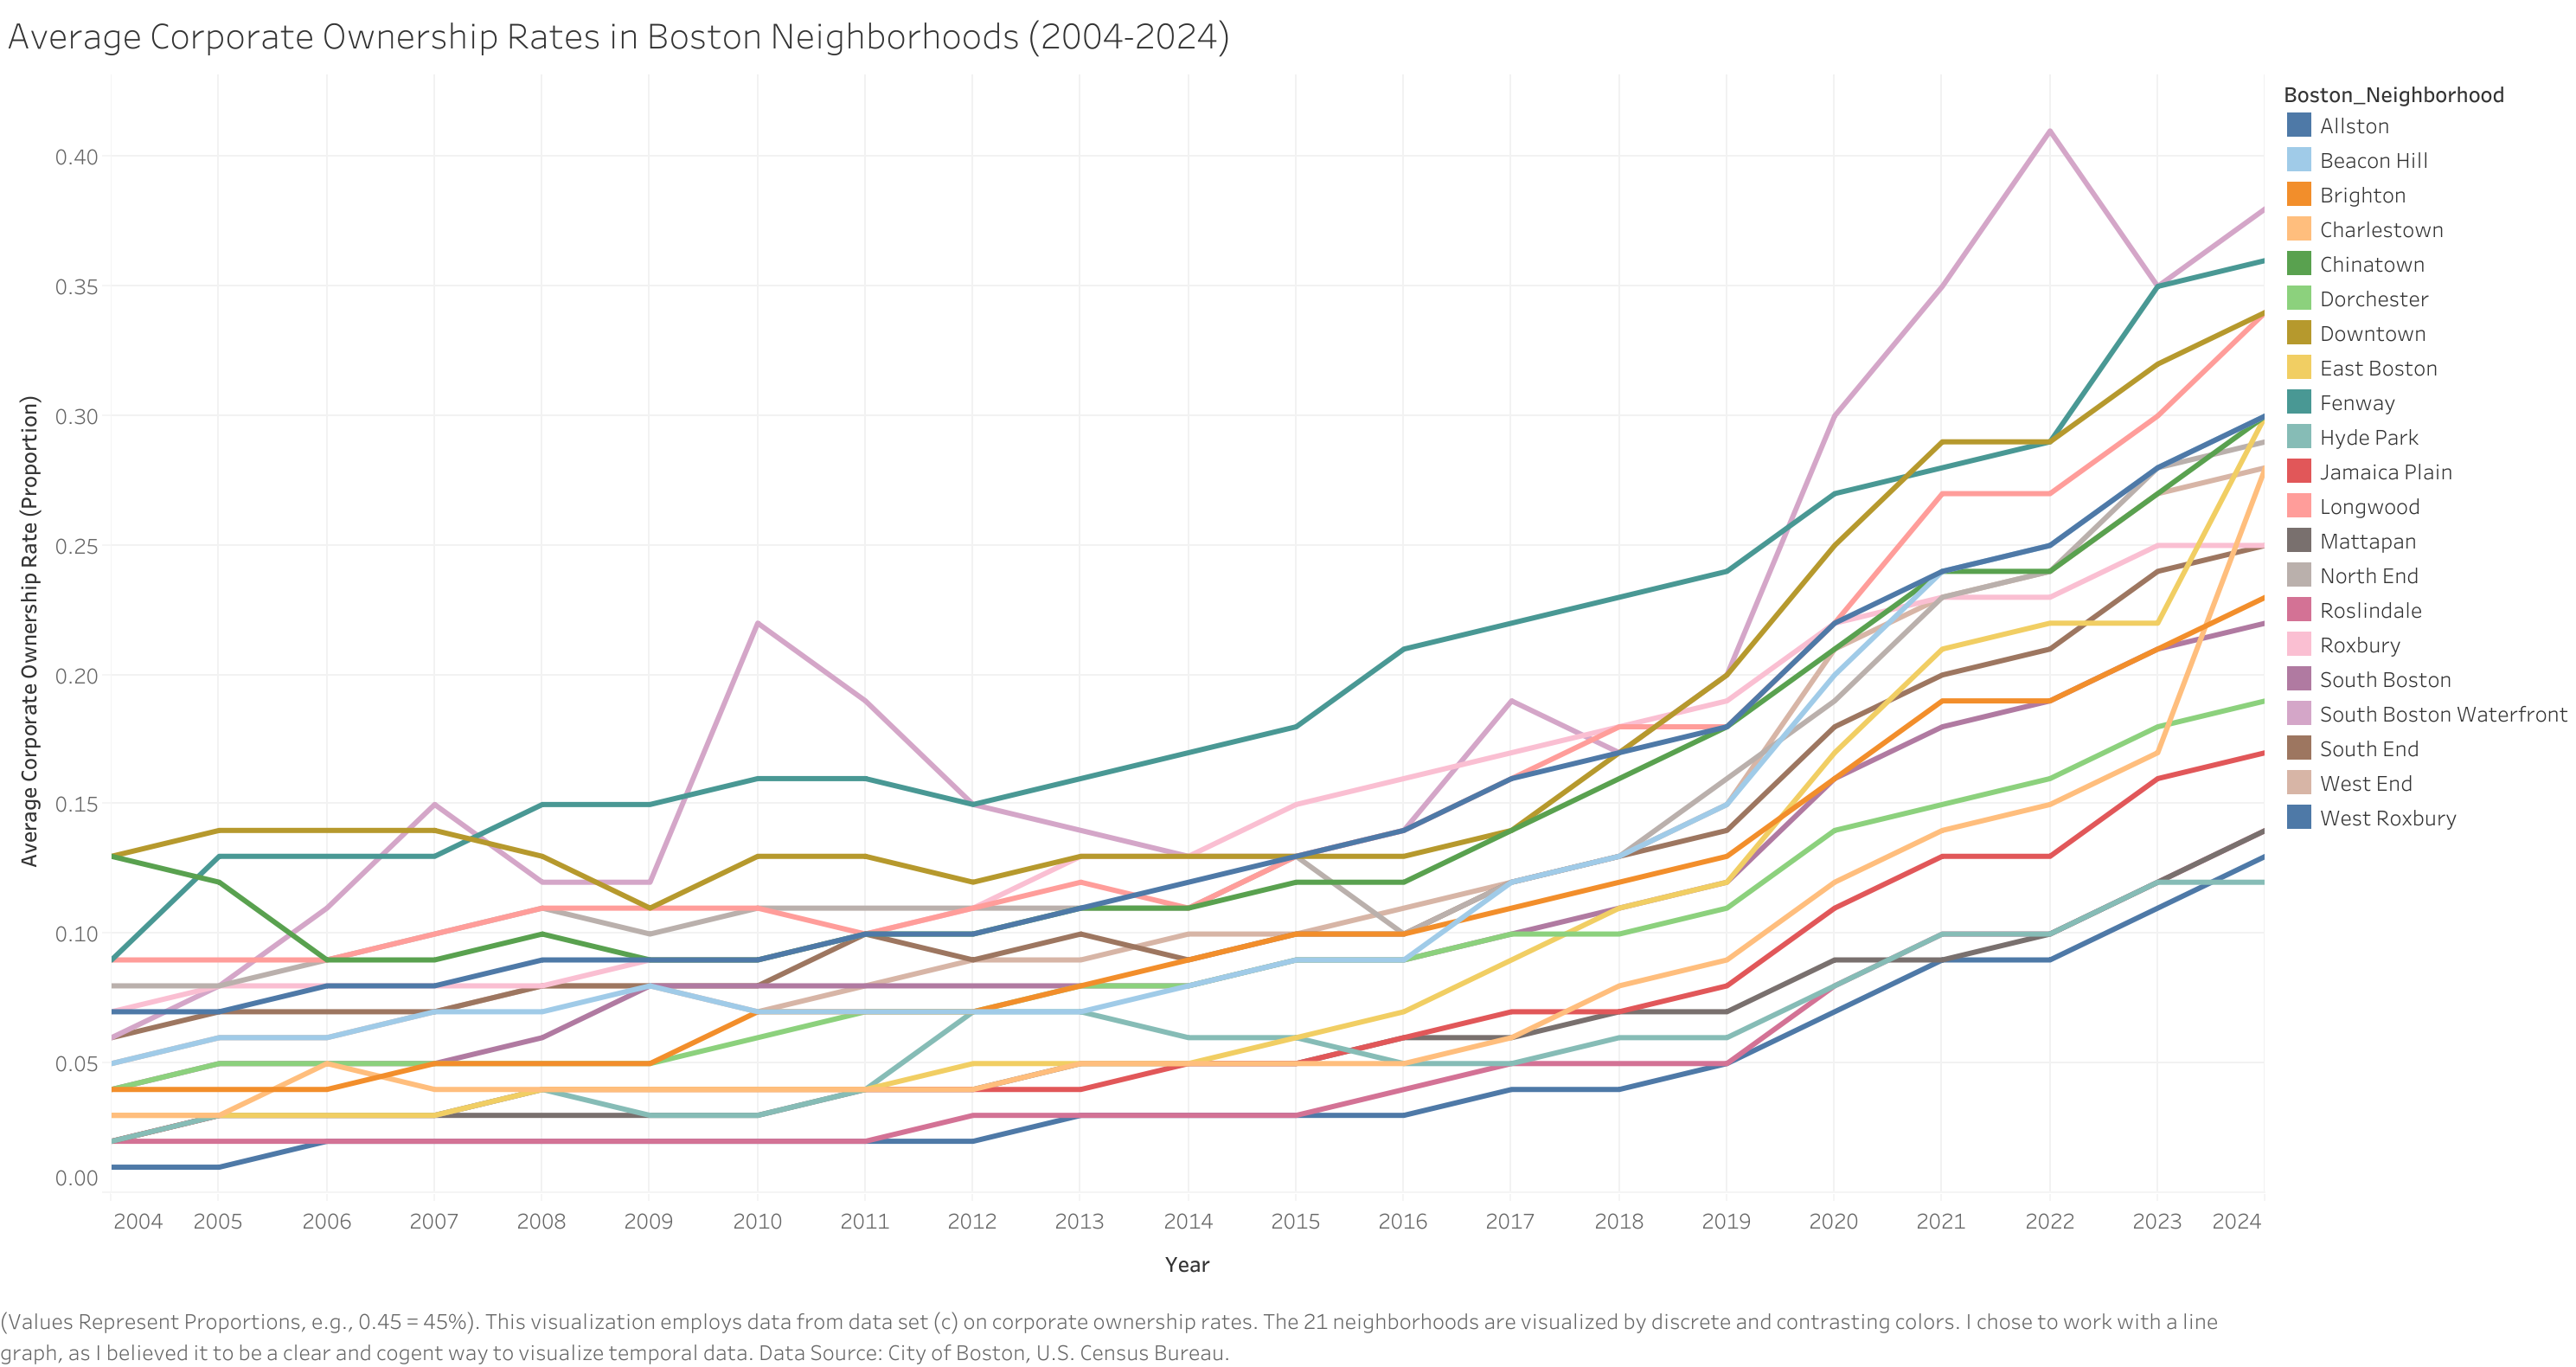 Average Corporate Ownership Rates in Boston Neighborhoods (2004-2024)
Boston_Neighborhood
Allston
Beacon Hill
Brighton
Charlestown
Chinatown
Dorchester
Downtown
East Boston
Fenway
Hyde Park
Jamaica Plain
Longwood
Mattapan
North End
Roslindale
Roxbury
South Boston
South Boston Waterfront
South End
West End
West Roxbury
Average Corporate Ownership Rate (Proportion)
0.40
0.35
0.30
0.25
0.20
0.15
0.10
0.05
0.00
2004 2005 2006 2007 2008 2009 2010 2011 2012 2013 2014 2015 2016 2017 2018 2019 2020 2021 2022 2023 2024
Year
(Values Represent Proportions, e.g., 0.45 = 45%). This visualization employs data from data set (c) on corporate ownership rates. The 21 neighborhoods are visualized by discrete and contrasting colors. I chose to work with a line
graph, as I believed it to be a clear and cogent way to visualize temporal data. Data Source: City of Boston, U.S. Census Bureau.